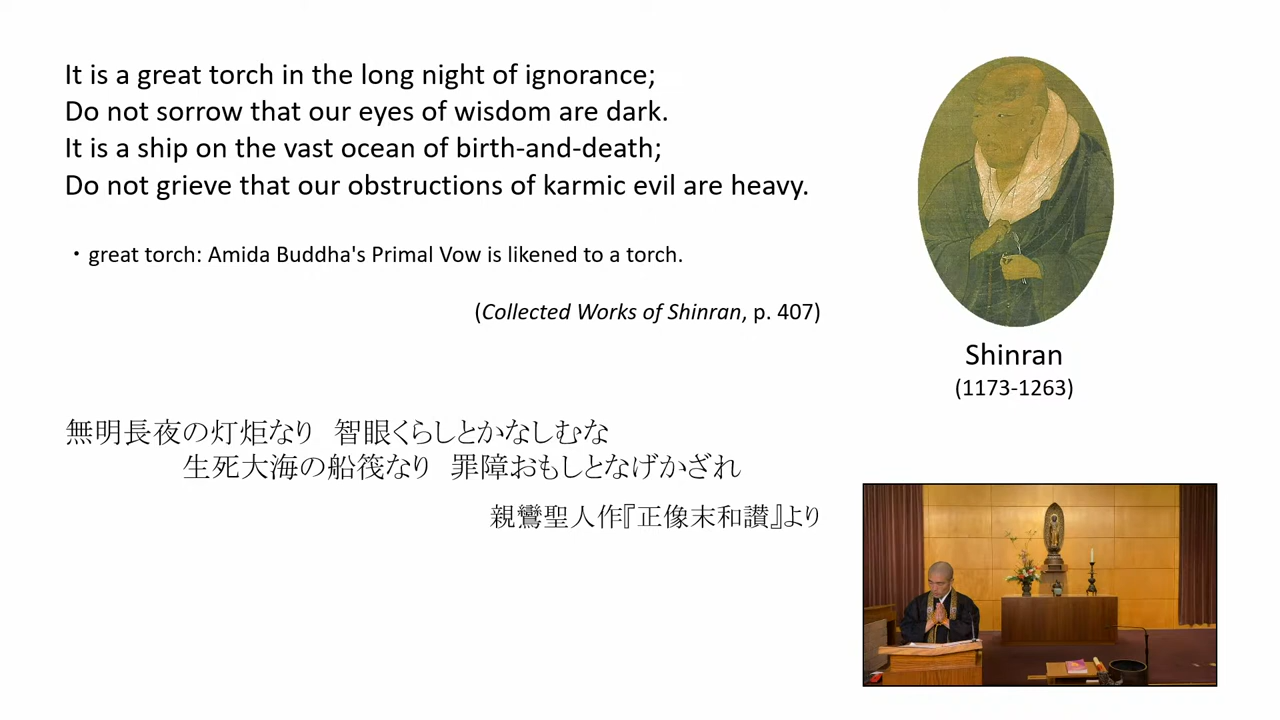 It is a great torch in the long night of ignorance;
Do not sorrow that our eyes of wisdom are dark.
It is a ship on the vast ocean of birth-and-death;
Do not grieve that our obstructions of karmic evil are heavy.
・great torch: Amida Buddha's Primal Vow is likened to a torch.
(Collected Works of Shinran, p. 407)
無明長夜の灯炬なり 智眼くらしとかなしむな
生死大海の船筏なり 罪障おもしとなげかざれ
親鸞聖人作『正像末和讃』より
Shinran
(1173-1263)